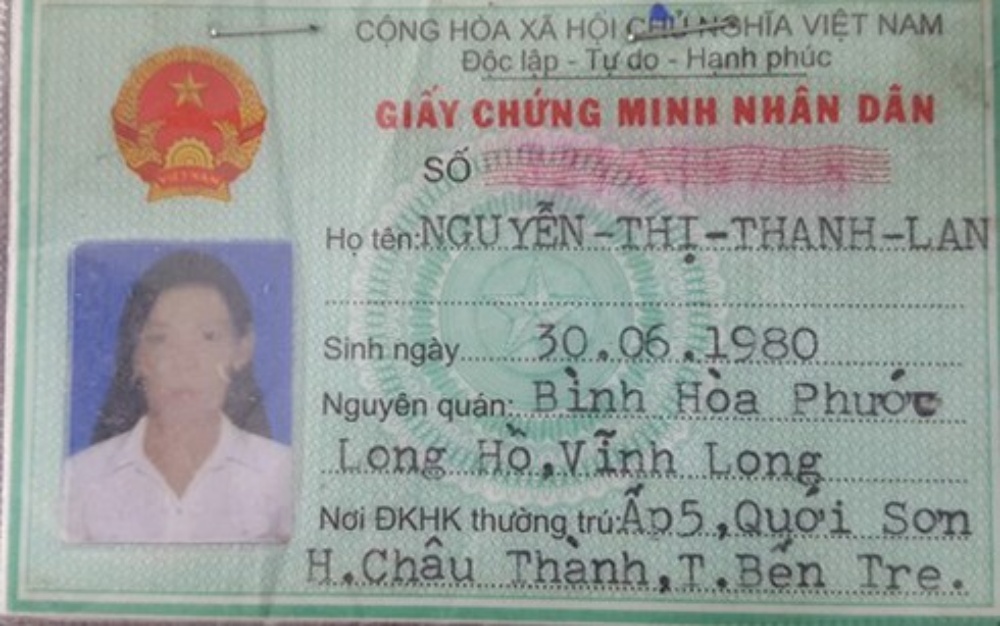 CỘNG HÒA XÃ HỘI CHỦ NGHĨA VIỆT NAM
Độc lập - Tự do - Hạnh phúc
GIẤY CHỨNG MINH NHÂN DÂN
SỐ
VIỆT NAM
Họ tên: NGUYỄN-THỊ-THANH-LAN
Sinh ngày 30.06.1980
Nguyên quán: Bình Hòa Phước
Long Hồ, Vĩnh Long
Nơi ĐKHK thường trú: Ấp5, Quới Sơn
H. Châu Thành, T. Bến Tre.